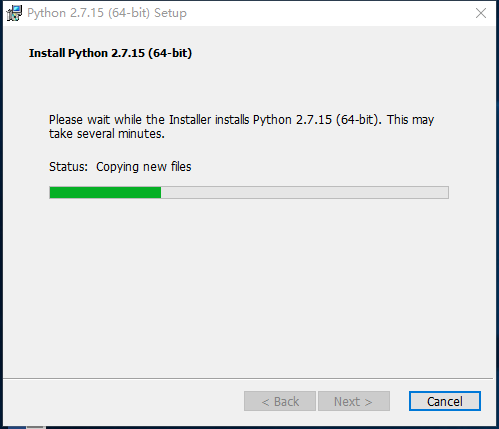 Python 2.7.15 (64-bit) Setup
Install Python 2.7.15 (64-bit)
Please wait while the Installer installs Python 2.7.15 (64-bit). This may
take several minutes.
Status: Copying new files
< Back
Next >
Cancel